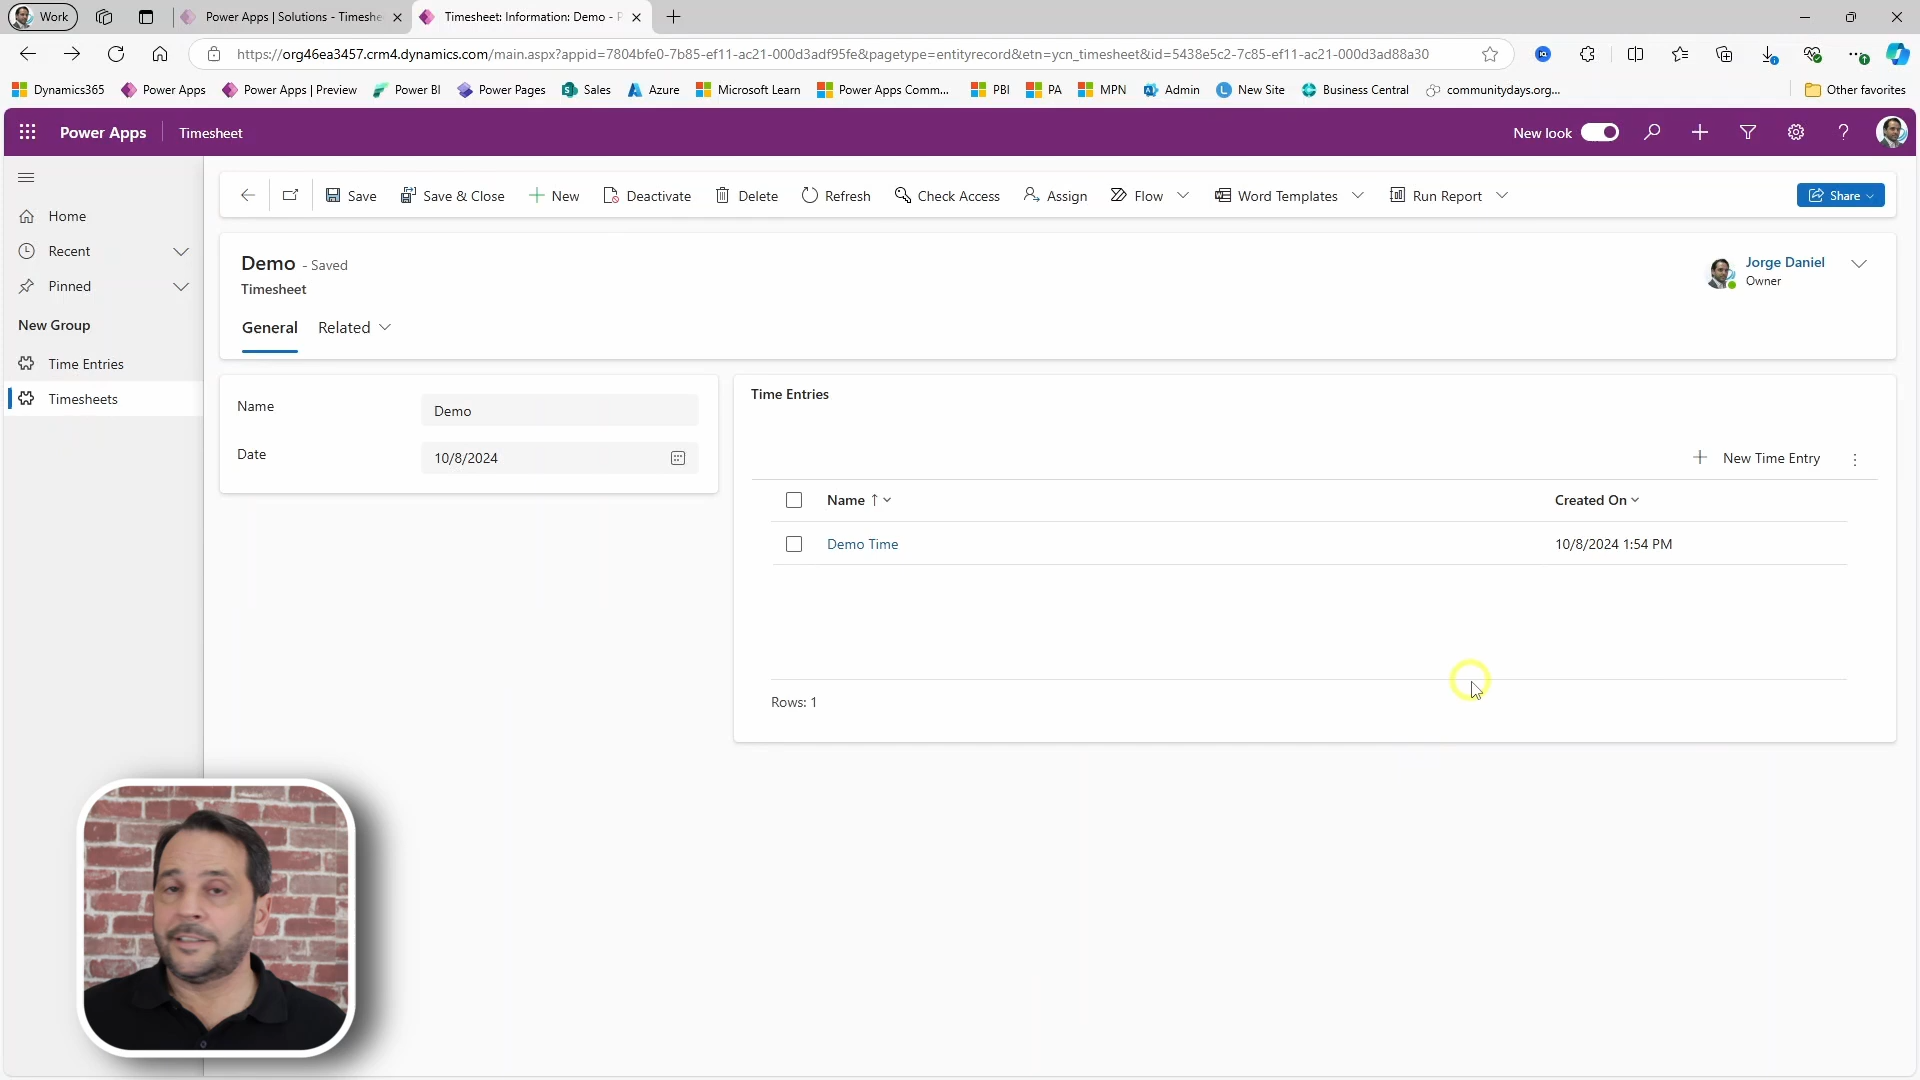 Work
Power Apps | Solutions - Timeshe
Timesheet: Information: Demo - P
https://org46ea3457.crm4.dynamics.com/main.aspx?appid=7804bfe0-7b85-ef11-ac21-000d3adf95fe&pagetype=entityrecord&etn=ycn_timesheet&id=5438e5c2-7c85-ef11-ac21-000d3ad88a30
Dynamics365 Power Apps Power Apps | Preview Power BI Power Pages Sales Azure Microsoft Learn Power Apps Comm... PBI PA MPN Admin New Site Business Central communitydays.org... Other favorites
Power Apps Timesheet New look
Save Save & Close New Deactivate Delete Refresh Check Access Assign Flow Word Templates Run Report Share
Home
Recent
Pinned
New Group
Time Entries
Timesheets
Demo - Saved
Timesheet
Jorge Daniel
Owner
General Related
Name Demo
Date 10/8/2024
Time Entries
New Time Entry
Name ↑ Created On
Demo Time 10/8/2024 1:54 PM
Rows: 1